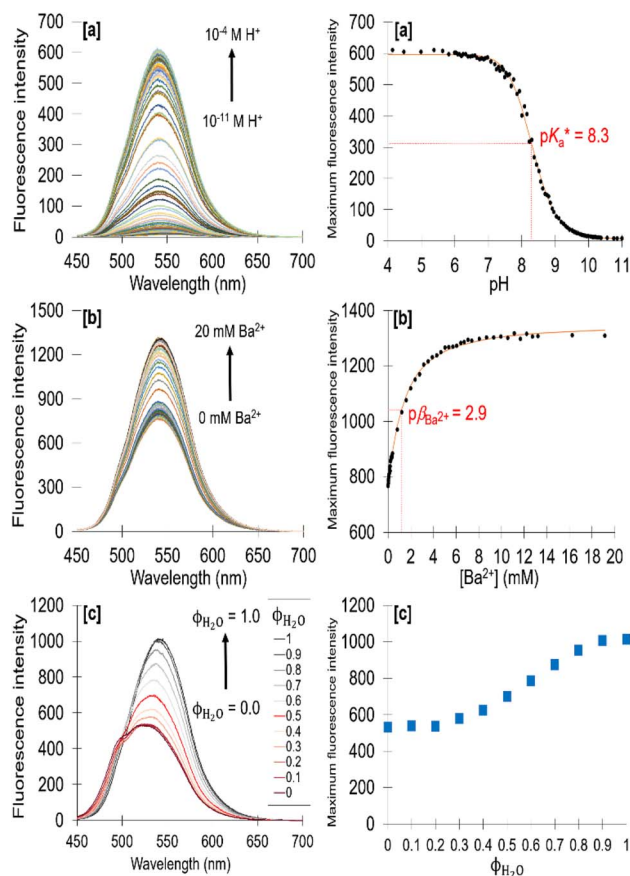 [a]
Fluorescence intensity
700
600
500
400
300
200
100
0
10⁻⁴ M H⁺
10⁻¹¹ M H⁺
450 500 550 600 650 700
Wavelength (nm)
[a]
Maximum fluorescence intensity
700
600
500
400
300
200
100
0
pKₐ* = 8.3
4 5 6 7 8 9 10 11
pH
[b]
Fluorescence intensity
1500
1200
900
600
300
0
20 mM Ba²⁺
0 mM Ba²⁺
450 500 550 600 650 700
Wavelength (nm)
[b]
Maximum fluorescence intensity
1400
1200
1000
800
600
pβBa²⁺ = 2.9
0 2 4 6 8 10 12 14 16 18 20
[Ba²⁺] (mM)
[c]
Fluorescence intensity
1200
1000
800
600
400
200
0
ϕH₂O = 1.0
ϕH₂O = 0.0
ϕH₂O
1
0.9
0.8
0.7
0.6
0.5
0.4
0.3
0.2
0.1
0
450 500 550 600 650 700
Wavelength (nm)
[c]
Maximum fluorescence intensity
1200
1000
800
600
400
200
0
0 0.1 0.2 0.3 0.4 0.5 0.6 0.7 0.8 0.9 1
ϕH₂O